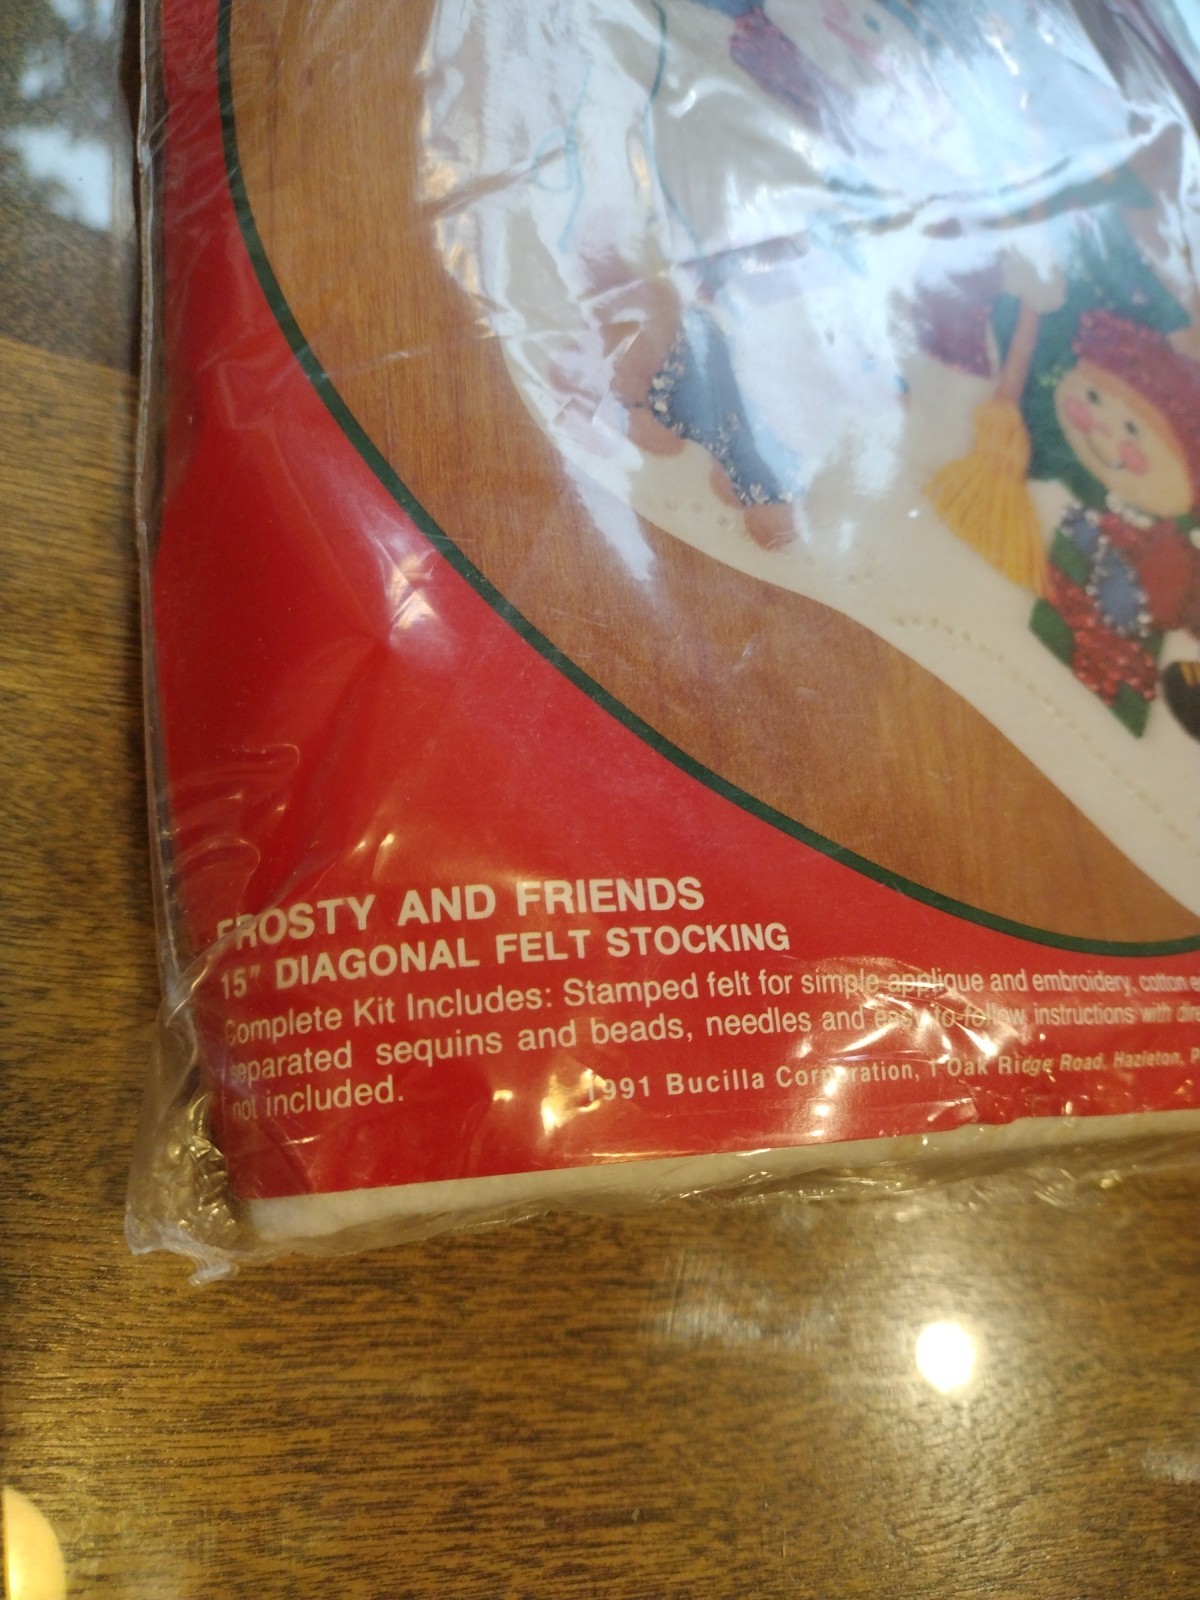 FROSTY AND FRIENDS
15" DIAGONAL FELT STOCKING
Complete Kit Includes: Stamped felt for simple applique and embroidery, cotton
separated sequins and beads, needles and easy-to-follow instructions with
not included.
1991 Bucilla Corporation, 1 Oak Ridge Road, Hazleton,